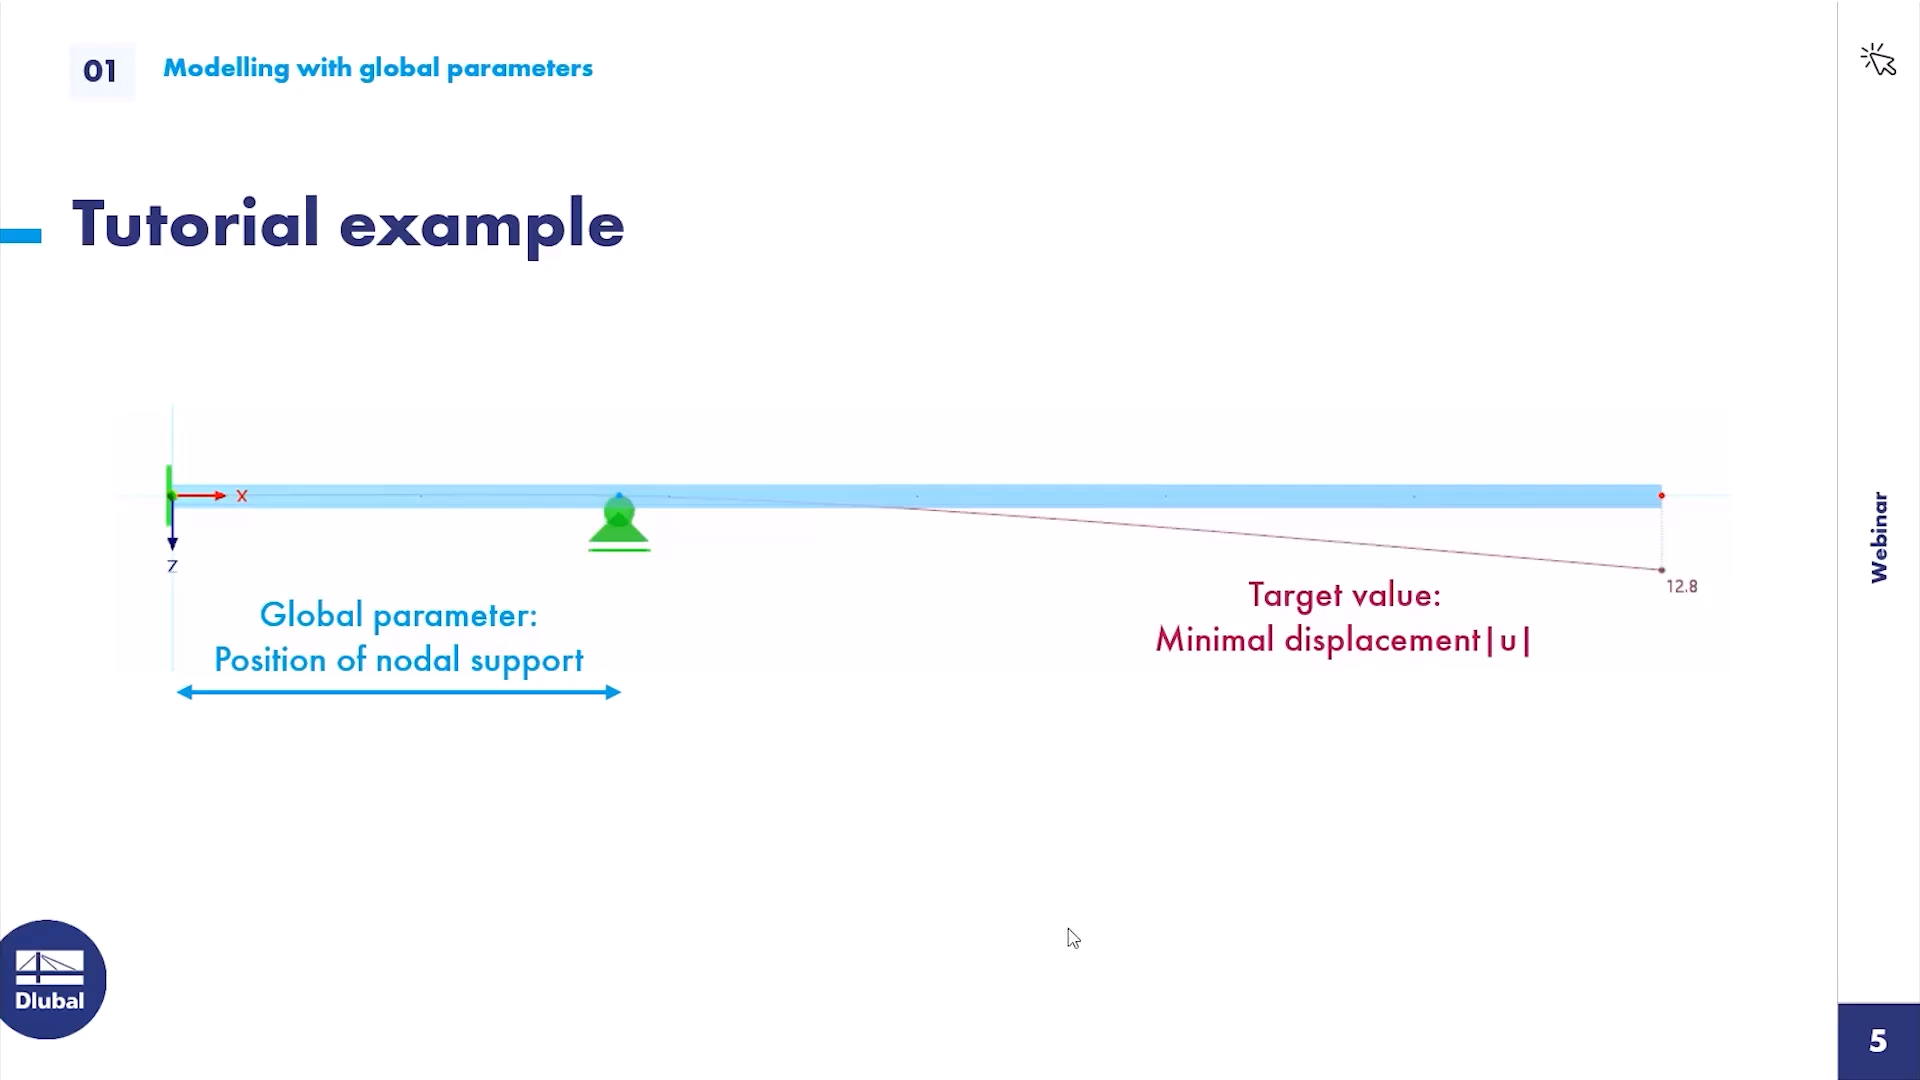 01
Modelling with global parameters
Tutorial example
X
Z
12.8
Global parameter:
Position of nodal support
Target value:
Minimal displacement|u|
Webinar
Dlubal
5